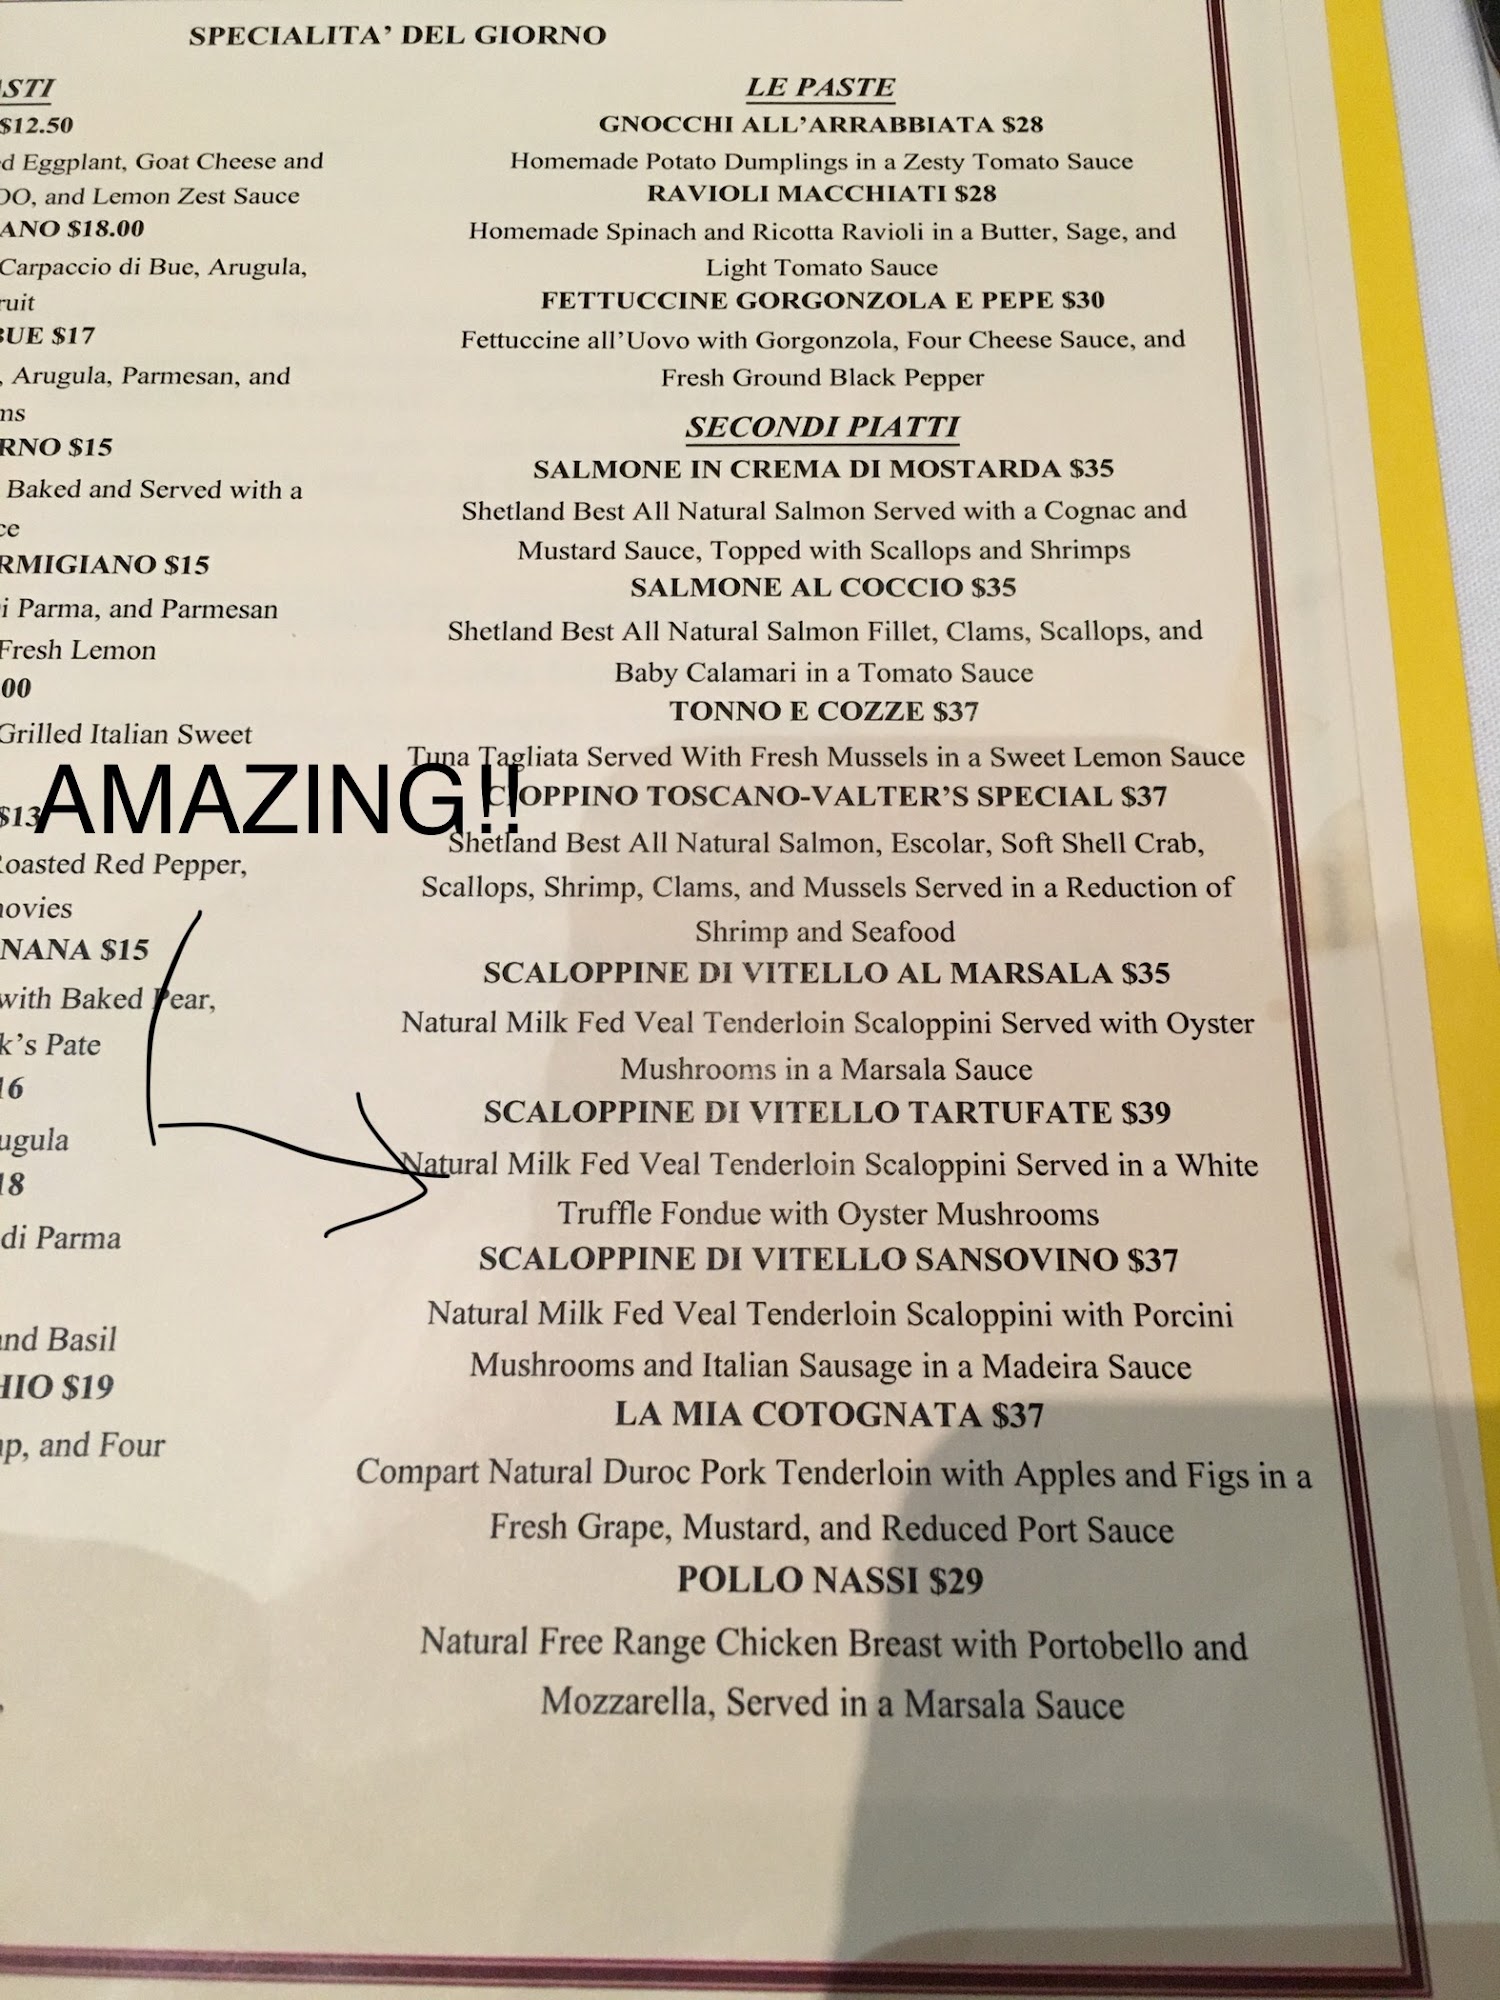 SPECIALITA' DEL GIORNO
ASTI
$12.50
Eggplant, Goat Cheese and
and Lemon Zest Sauce
$18.00
Carpaccio di Bue, Arugula,
BUE $17
, Arugula, Parmesan, and
$15
Baked and Served with a
RMIGIANO $15
Parma, and Parmesan
Fresh Lemon
00
Grilled Italian Sweet
$13
Roasted Red Pepper,
NANA $15
with Baked Pear,
k's Pate
16
ugula
18
di Parma
and Basil
HIO $19
and Four
AMAZING!!
LE PASTE
GNOCCHI ALL'ARRABBIATA $28
Homemade Potato Dumplings in a Zesty Tomato Sauce
RAVIOLI MACCHIATI $28
Homemade Spinach and Ricotta Ravioli in a Butter, Sage, and
Light Tomato Sauce
FETTUCCINE GORGONZOLA E PEPE $30
Fettuccine all'Uovo with Gorgonzola, Four Cheese Sauce, and
Fresh Ground Black Pepper
SECONDI PIATTI
SALMONE IN CREMA DI MOSTARDA $35
Shetland Best All Natural Salmon Served with a Cognac and
Mustard Sauce, Topped with Scallops and Shrimps
SALMONE AL COCCIO $35
Shetland Best All Natural Salmon Fillet, Clams, Scallops, and
Baby Calamari in a Tomato Sauce
TONNO E COZZE $37
Tuna Tagliata Served With Fresh Mussels in a Sweet Lemon Sauce
CIOPPINO TOSCANO-VALTER'S SPECIAL $37
Shetland Best All Natural Salmon, Escolar, Soft Shell Crab,
Scallops, Shrimp, Clams, and Mussels Served in a Reduction of
Shrimp and Seafood
SCALOPPINE DI VITELLO AL MARSALA $35
Natural Milk Fed Veal Tenderloin Scaloppini Served with Oyster
Mushrooms in a Marsala Sauce
SCALOPPINE DI VITELLO TARTUFATE $39
Natural Milk Fed Veal Tenderloin Scaloppini Served in a White
Truffle Fondue with Oyster Mushrooms
SCALOPPINE DI VITELLO SANSOVINO $37
Natural Milk Fed Veal Tenderloin Scaloppini with Porcini
Mushrooms and Italian Sausage in a Madeira Sauce
LA MIA COTOGNATA $37
Compart Natural Duroc Pork Tenderloin with Apples and Figs in a
Fresh Grape, Mustard, and Reduced Port Sauce
POLLO NASSI $29
Natural Free Range Chicken Breast with Portobello and
Mozzarella, Served in a Marsala Sauce